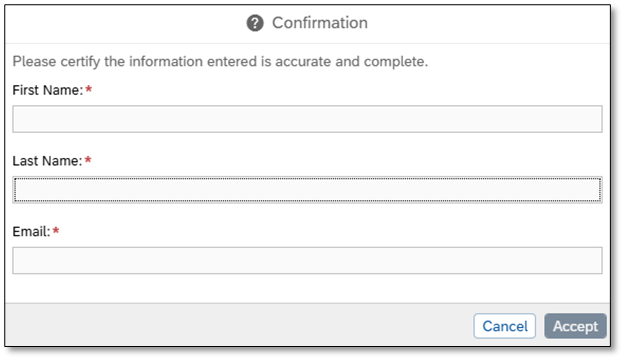 Confirmation
Please certify the information entered is accurate and complete.
First Name:*
Last Name:*
Email:*
Cancel Accept